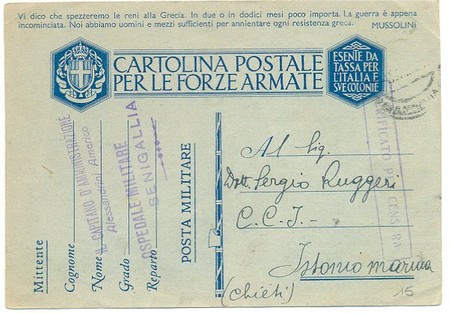 Vi dico che spezzeremo le reni alla Grecia. In due o in dodici mesi poco importa. La guerra è appena
incominciata. Noi abbiamo uomini e mezzi sufficienti per annientare ogni resistenza greca. MUSSOLINI
CARTOLINA POSTALE
PER LE FORZE ARMATE
ESENTE DA
TASSA PER
L'ITALIA E
SUE COLONIE
Mittente
Cognome
Nome
Grado
Reparto
POSTA MILITARE
IL CAPITANO D'AMMINISTRAZIONE
Alessandrini Americo
OSPEDALE MILITARE
SENIGALLIA
VERIFICATO PER CENSURA
Al Sig.
Dott. Sergio Ruggeri
C.C.I.-
Istonio marina
(Chieti)
15